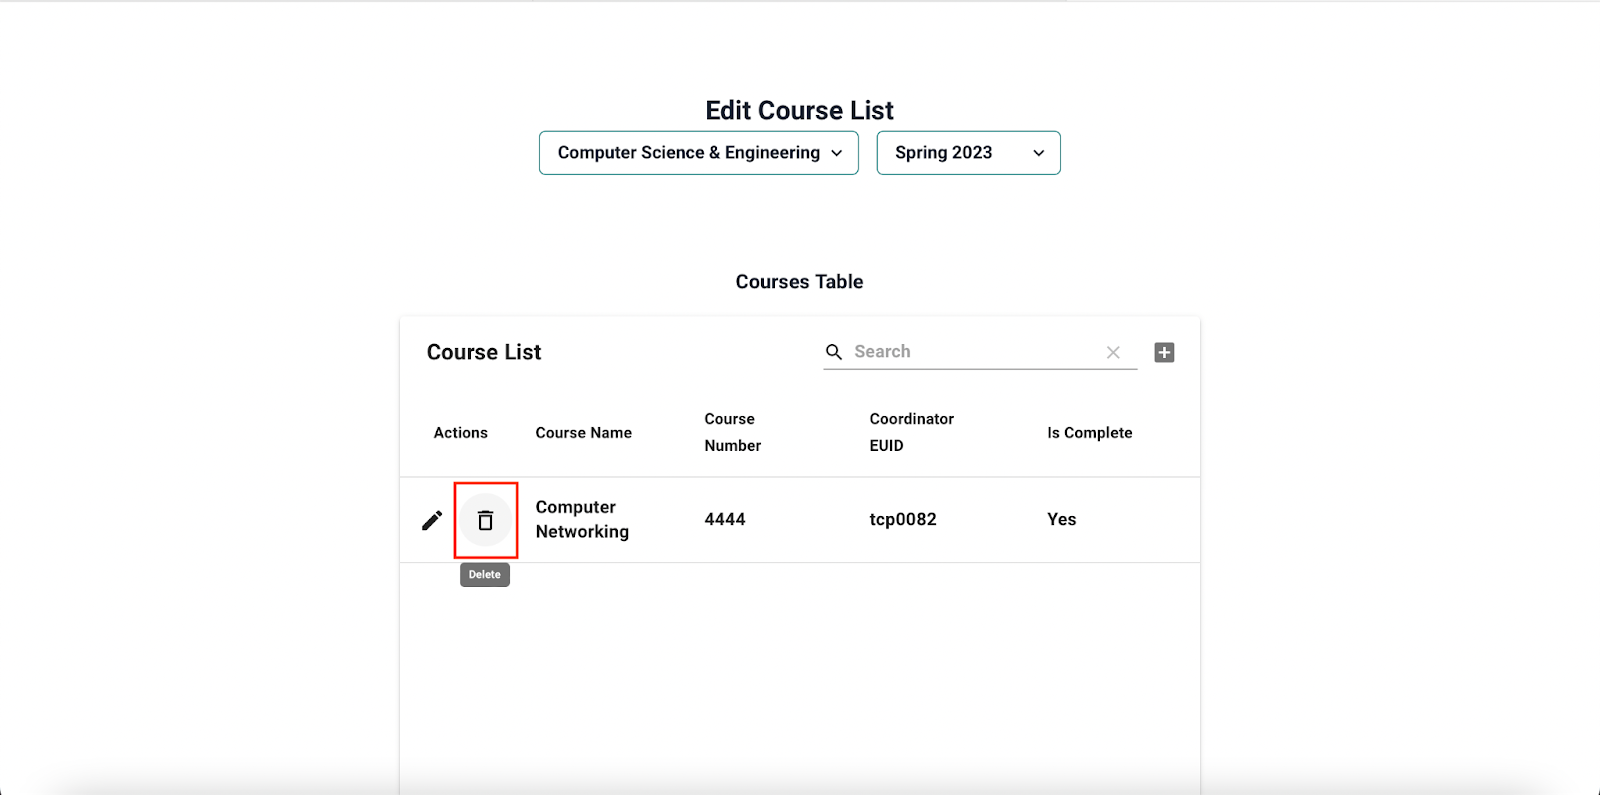 Edit Course List
Computer Science & Engineering
Spring 2023
Courses Table
Course List
Search
Actions
Course Name
Course
Number
Coordinator
EUID
Is Complete
Computer
Networking
4444
tcp0082
Yes
Delete